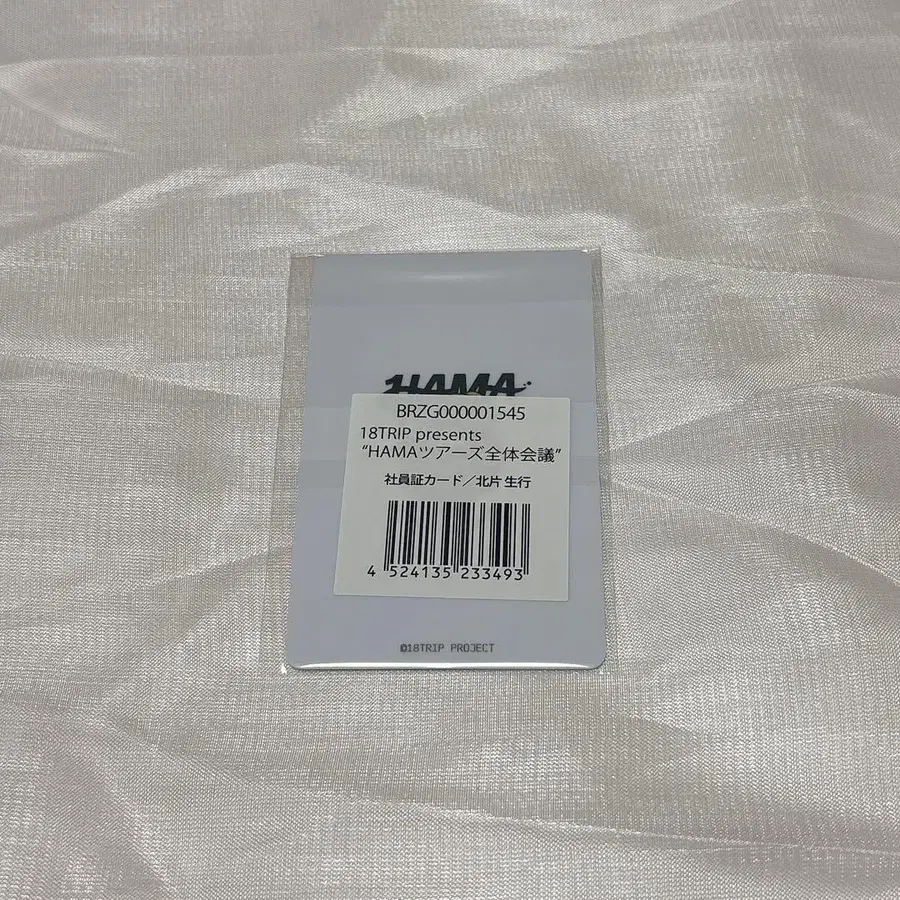 HAMA
BRZG000001545
18TRIP presents
“HAMAツアーズ全体会議”
社員証カード／北片 生行
4 524135 233493
©18TRIP PROJECT